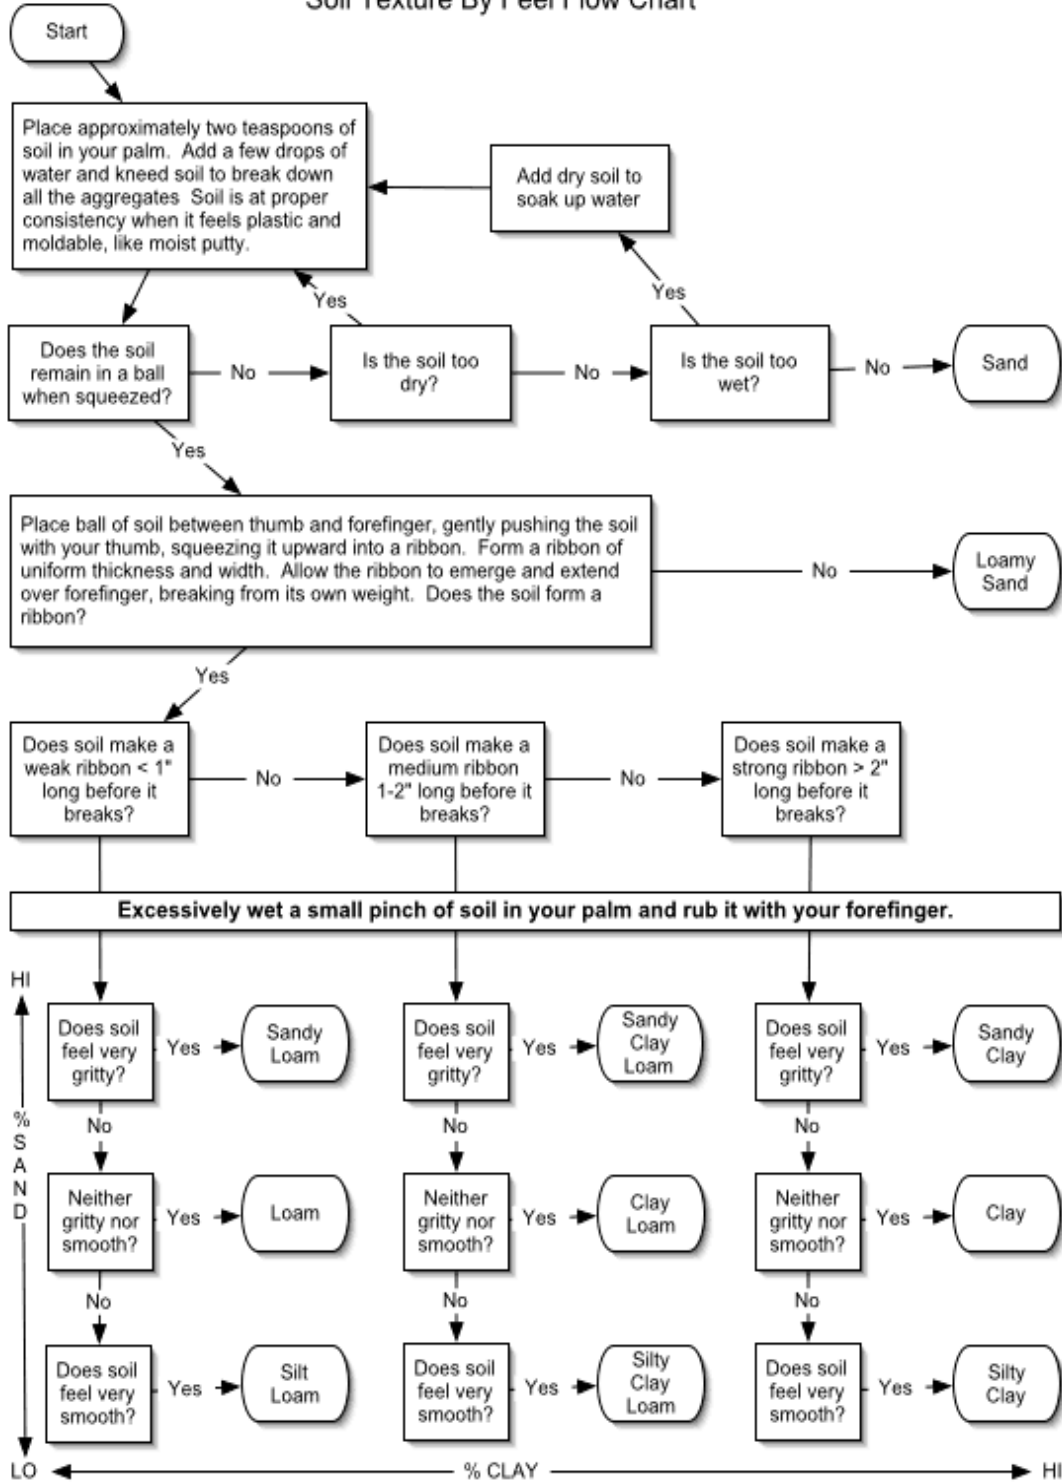 Soil Texture By Feel Flow Chart
Start
Place approximately two teaspoons of
soil in your palm. Add a few drops of
water and kneed soil to break down
all the aggregates Soil is at proper
consistency when it feels plastic and
moldable, like moist putty.
Add dry soil to
soak up water
Yes
Yes
Does the soil
remain in a ball
when squeezed?
No
Is the soil too
dry?
No
Is the soil too
wet?
No
Sand
Yes
Place ball of soil between thumb and forefinger, gently pushing the soil
with your thumb, squeezing it upward into a ribbon. Form a ribbon of
uniform thickness and width. Allow the ribbon to emerge and extend
over forefinger, breaking from its own weight. Does the soil form a
ribbon?
No
Loamy
Sand
Yes
Does soil make a
weak ribbon < 1"
long before it
breaks?
No
Does soil make a
medium ribbon
1-2" long before it
breaks?
No
Does soil make a
strong ribbon > 2"
long before it
breaks?
Excessively wet a small pinch of soil in your palm and rub it with your forefinger.
HI
% SAND
Does soil
feel very
gritty?
Yes
Sandy
Loam
Does soil
feel very
gritty?
Yes
Sandy
Clay
Loam
Does soil
feel very
gritty?
Yes
Sandy
Clay
No
No
No
Neither
gritty nor
smooth?
Yes
Loam
Neither
gritty nor
smooth?
Yes
Clay
Loam
Neither
gritty nor
smooth?
Yes
Clay
No
No
No
Does soil
feel very
smooth?
Yes
Silt
Loam
Does soil
feel very
smooth?
Yes
Silty
Clay
Loam
Does soil
feel very
smooth?
Yes
Silty
Clay
LO
% CLAY
HI